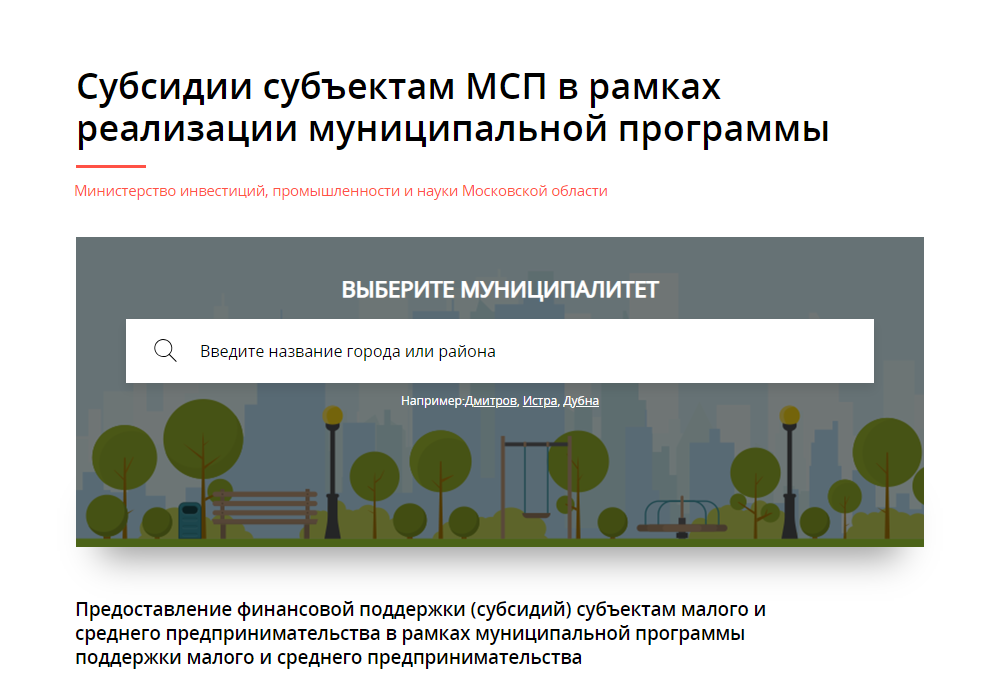 Субсидии субъектам МСП в рамках
реализации муниципальной программы
Министерство инвестиций, промышленности и науки Московской области
ВЫБЕРИТЕ МУНИЦИПАЛИТЕТ
Введите название города или района
Например:Дмитров, Истра, Дубна
Предоставление финансовой поддержки (субсидий) субъектам малого и
среднего предпринимательства в рамках муниципальной программы
поддержки малого и среднего предпринимательства